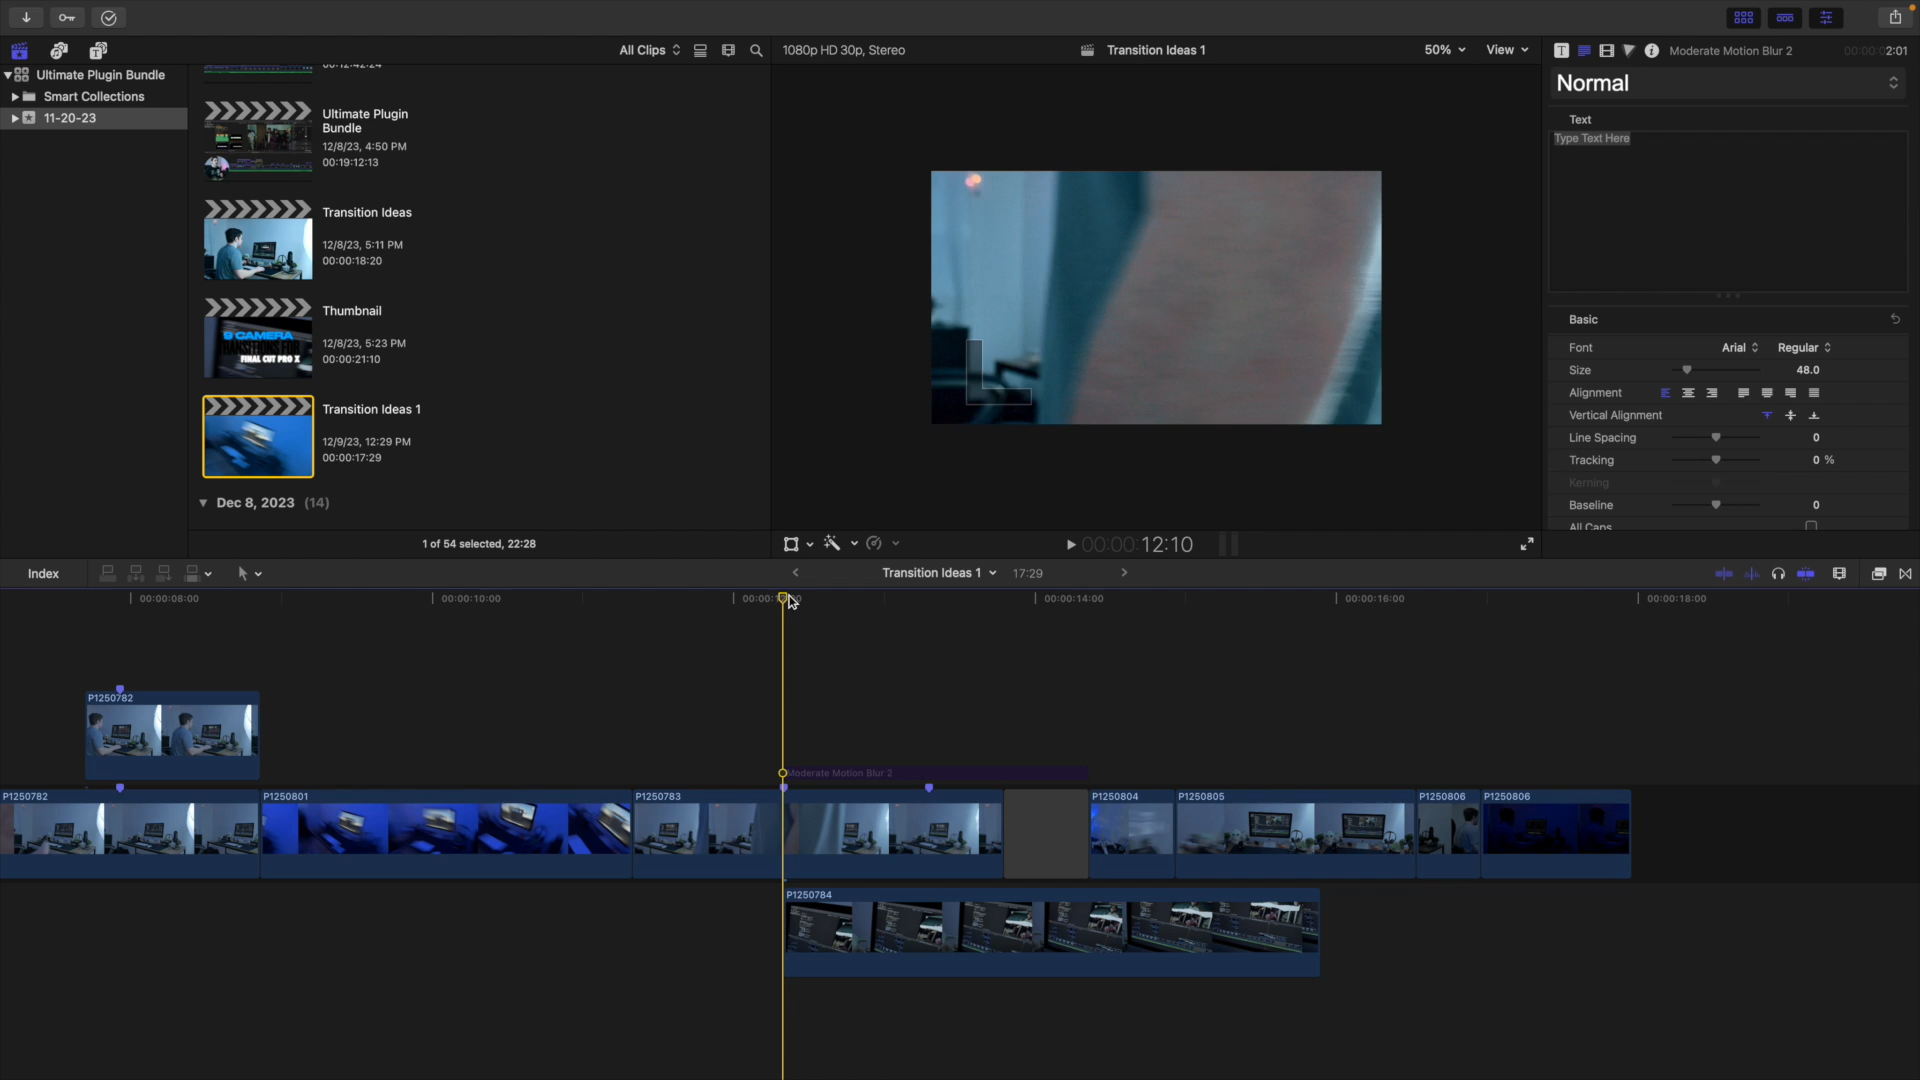 All Clips
1080p HD 30p, Stereo
Transition Ideas 1
50%
View
Moderate Motion Blur 2
00:00:02:01
Ultimate Plugin Bundle
Smart Collections
11-20-23
00:12:42:24
Ultimate Plugin
Bundle
12/8/23, 4:50 PM
00:19:12:13
Transition Ideas
12/8/23, 5:11 PM
00:00:18:20
Thumbnail
12/8/23, 5:23 PM
00:00:21:10
9 CAMERA
TRANSITIONS FOR
FINAL CUT PRO X
Transition Ideas 1
12/9/23, 12:29 PM
00:00:17:29
Dec 8, 2023 (14)
1 of 54 selected, 22:28
00:00:12:10
Normal
Text
Type Text Here
Basic
Font Arial Regular
Size 48.0
Alignment
Vertical Alignment
Line Spacing 0
Tracking 0 %
Kerning
Baseline 0
All Caps
Index
Transition Ideas 1
17:29
00:00:08:00
00:00:10:00
00:00:14:00
00:00:16:00
00:00:18:00
P1250782
Moderate Motion Blur 2
P1250782
P1250801
P1250783
P1250804
P1250805
P1250806
P1250806
P1250784